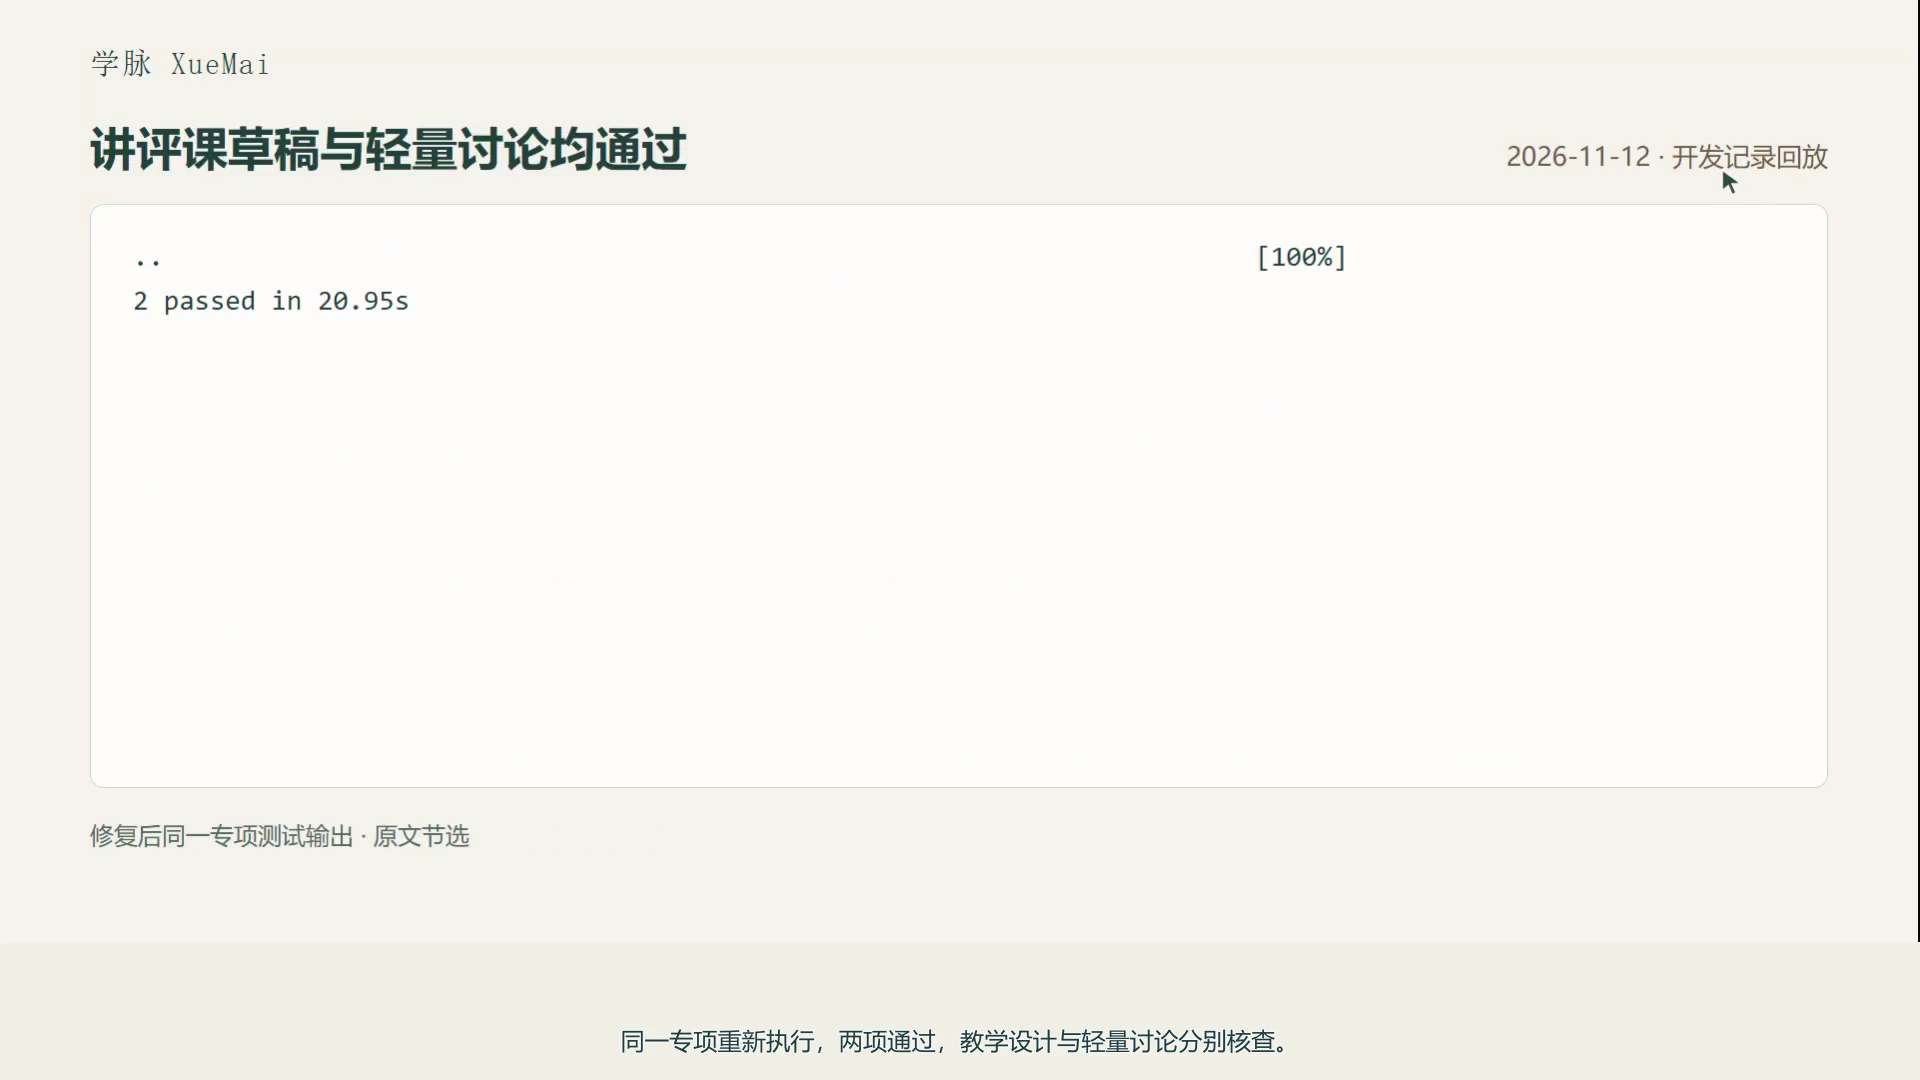 学脉 XueMai
讲评课草稿与轻量讨论均通过
2026-11-12 · 开发记录回放
.. [100%]
2 passed in 20.95s
修复后同一专项测试输出 · 原文节选
同一专项重新执行，两项通过，教学设计与轻量讨论分别核查。